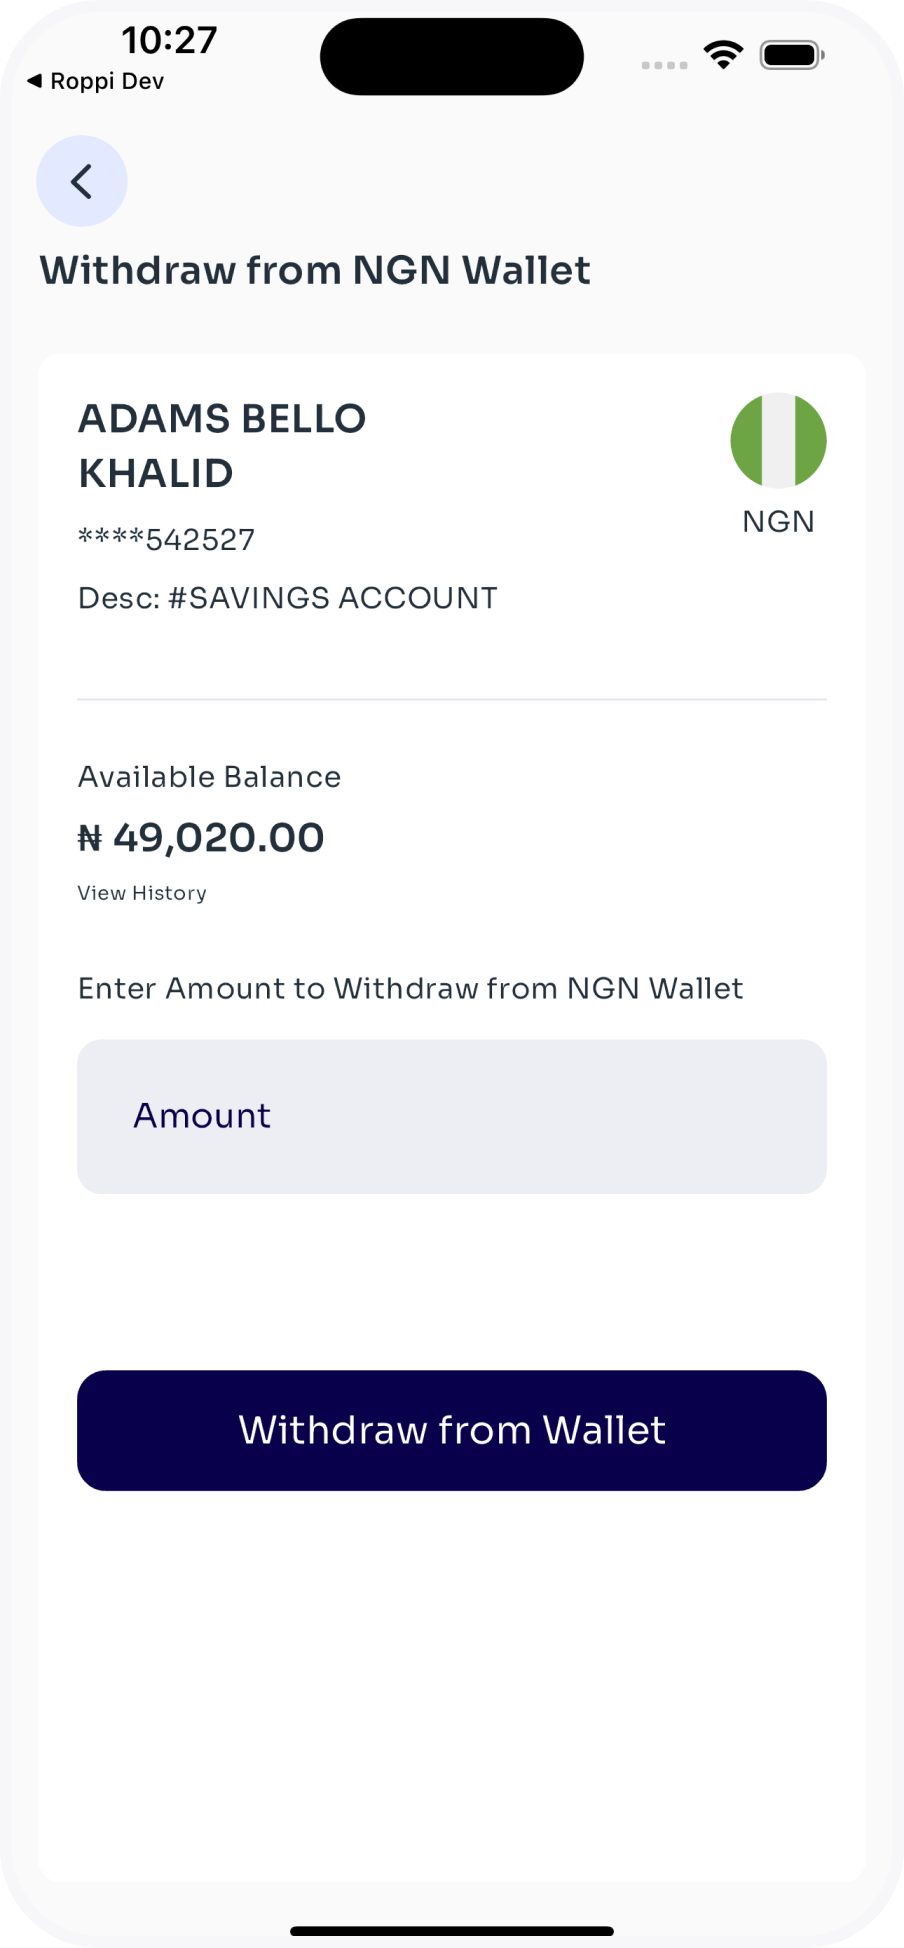 10:27
◀ Roppi Dev
Withdraw from NGN Wallet
ADAMS BELLO
KHALID
****542527
NGN
Desc: #SAVINGS ACCOUNT
Available Balance
₦ 49,020.00
View History
Enter Amount to Withdraw from NGN Wallet
Amount
Withdraw from Wallet